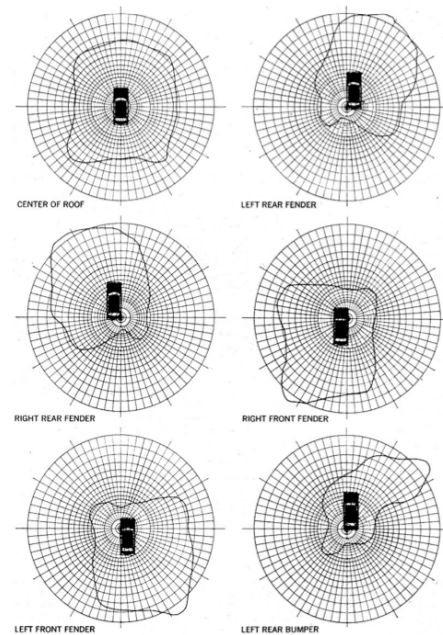 CENTER OF ROOF
LEFT REAR FENDER
RIGHT REAR FENDER
RIGHT FRONT FENDER
LEFT FRONT FENDER
LEFT REAR BUMPER